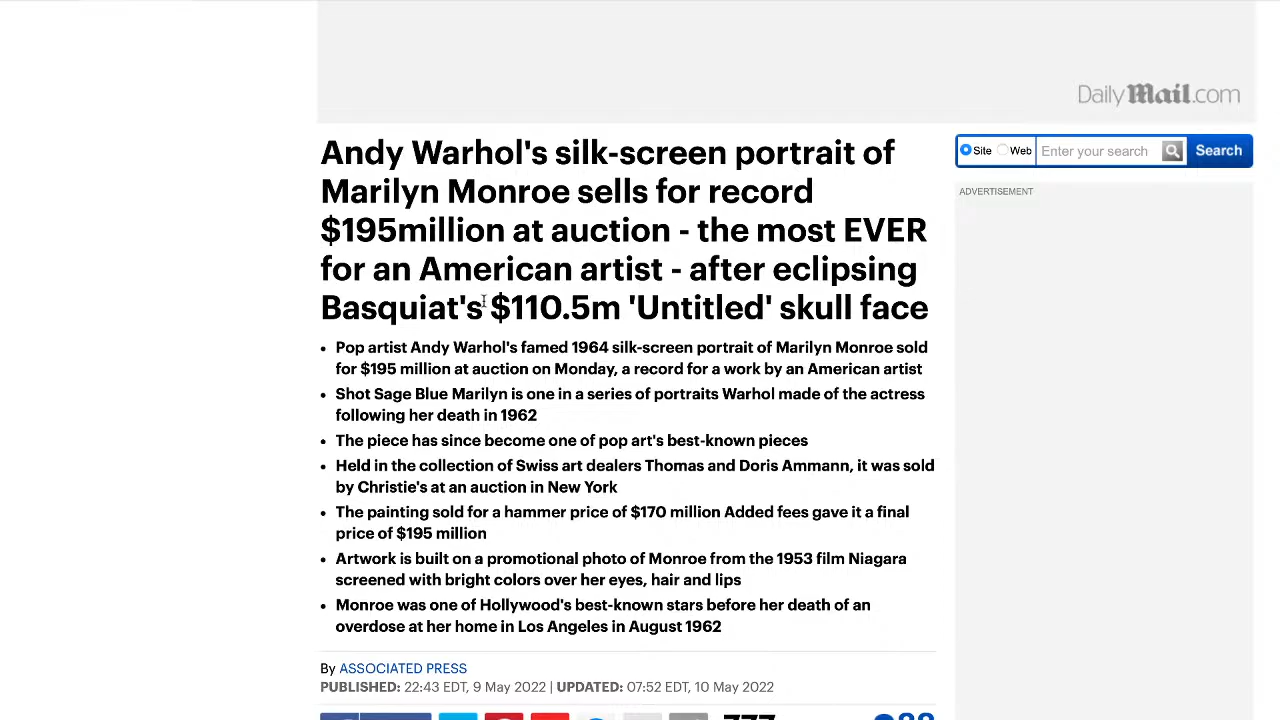 Daily Mail.com
Andy Warhol's silk-screen portrait of
Marilyn Monroe sells for record
$195million at auction - the most EVER
for an American artist - after eclipsing
Basquiat's $110.5m 'Untitled' skull face
Site Web Enter your search Search
ADVERTISEMENT
• Pop artist Andy Warhol's famed 1964 silk-screen portrait of Marilyn Monroe sold
for $195 million at auction on Monday, a record for a work by an American artist
• Shot Sage Blue Marilyn is one in a series of portraits Warhol made of the actress
following her death in 1962
• The piece has since become one of pop art's best-known pieces
• Held in the collection of Swiss art dealers Thomas and Doris Ammann, it was sold
by Christie's at an auction in New York
• The painting sold for a hammer price of $170 million Added fees gave it a final
price of $195 million
• Artwork is built on a promotional photo of Monroe from the 1953 film Niagara
screened with bright colors over her eyes, hair and lips
• Monroe was one of Hollywood's best-known stars before her death of an
overdose at her home in Los Angeles in August 1962
By ASSOCIATED PRESS
PUBLISHED: 22:43 EDT, 9 May 2022 | UPDATED: 07:52 EDT, 10 May 2022